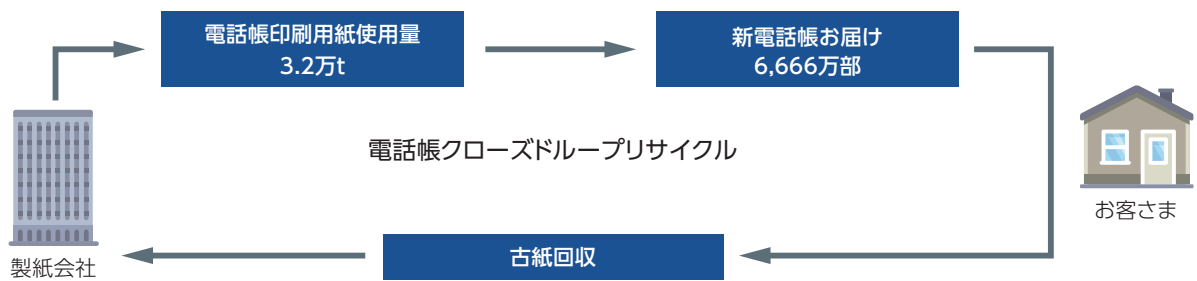 電話帳印刷用紙使用量
3.2万t
新電話帳お届け
6,666万部
電話帳クローズドループリサイクル
お客さま
古紙回収
製紙会社